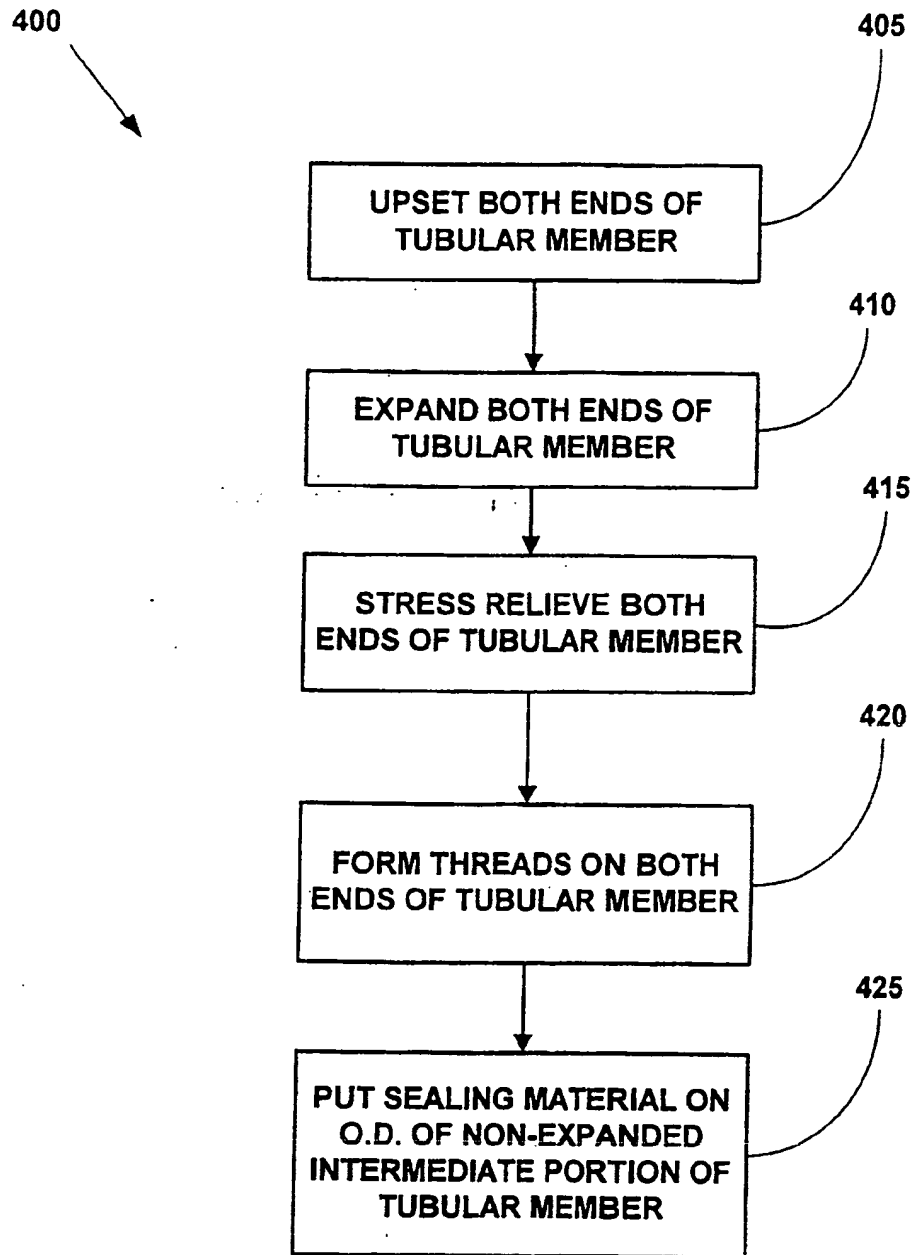 400
405
UPSET BOTH ENDS OF
TUBULAR MEMBER
410
EXPAND BOTH ENDS OF
TUBULAR MEMBER
415
STRESS RELIEVE BOTH
ENDS OF TUBULAR MEMBER
420
FORM THREADS ON BOTH
ENDS OF TUBULAR MEMBER
425
PUT SEALING MATERIAL ON
O.D. OF NON-EXPANDED
INTERMEDIATE PORTION OF
TUBULAR MEMBER